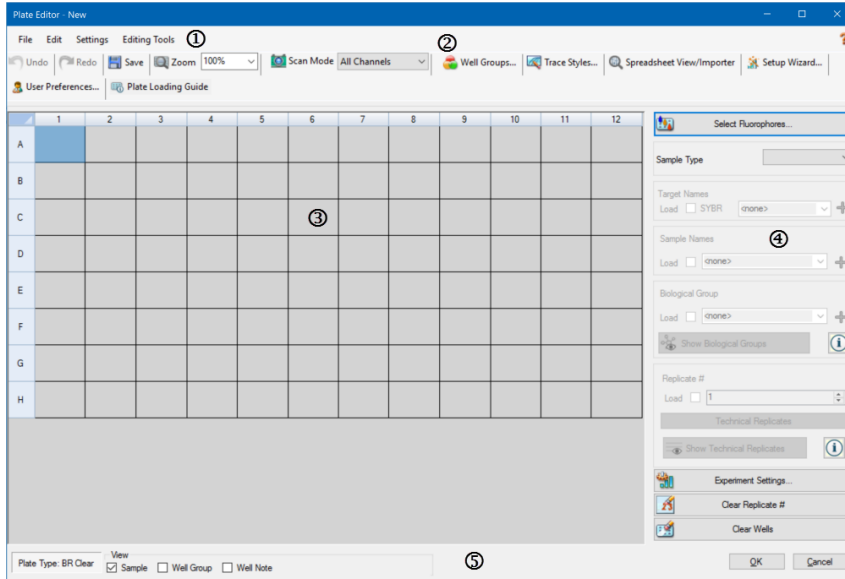 Plate Editor - New
File Edit Settings Editing Tools ①
②
Undo Redo Save Zoom 100% Scan Mode All Channels Well Groups... Trace Styles... Spreadsheet View/Importer Setup Wizard...
User Preferences... Plate Loading Guide
1 2 3 4 5 6 7 8 9 10 11 12
A
B
C
③
D
E
F
G
H
Select Fluorophores...
Sample Type
Target Names
Load SYBR <none>
Sample Names
④
Load <none>
Biological Group
Load <none>
Show Biological Groups
Replicate #
Load 1
Technical Replicates
Show Technical Replicates
Experiment Settings...
Clear Replicate #
Clear Wells
Plate Type: BR Clear
View
Sample Well Group Well Note
⑤
OK Cancel